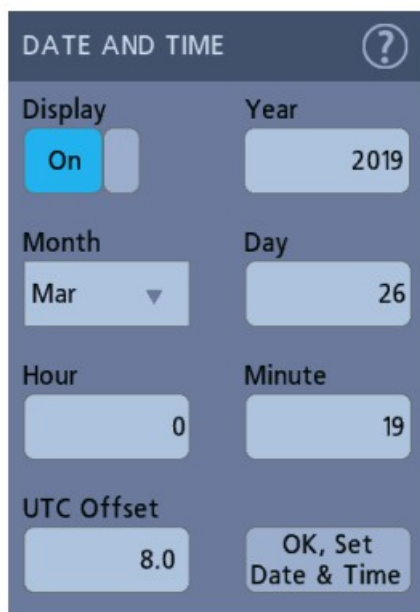 DATE AND TIME ?
Display Year
On 2019
Month Day
Mar 26
Hour Minute
0 19
UTC Offset
8.0 OK, Set
Date & Time